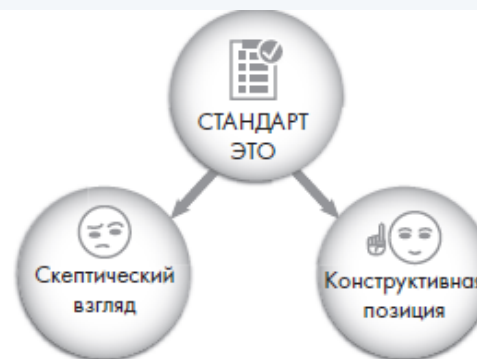 СТАНДАРТ
ЭТО
Скептический
взгляд
Конструктивная
позиция